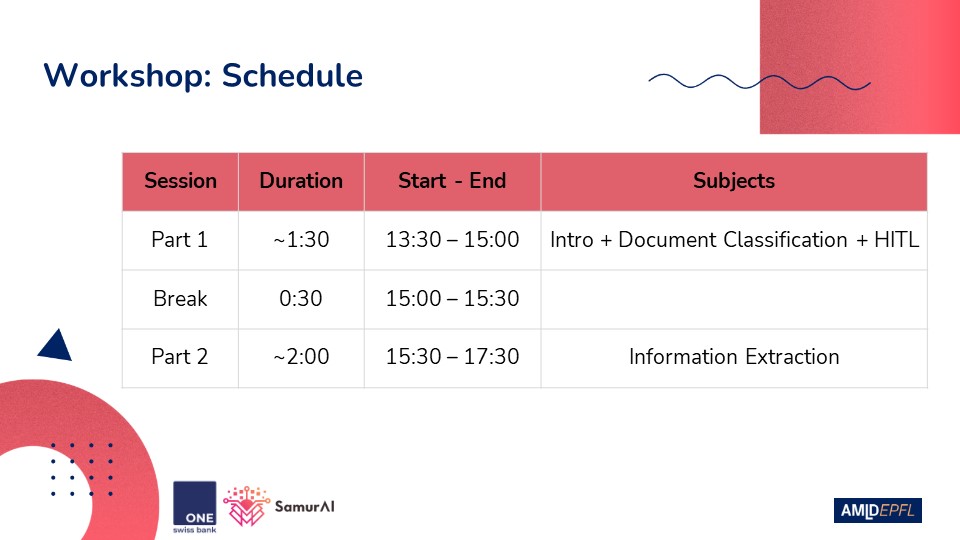 Workshop: Schedule
Session Duration Start - End Subjects
Part 1 ~1:30 13:30 – 15:00 Intro + Document Classification + HITL
Break 0:30 15:00 – 15:30
Part 2 ~2:00 15:30 – 17:30 Information Extraction
ONE
swiss bank
SamurAI
AMLDEPFL